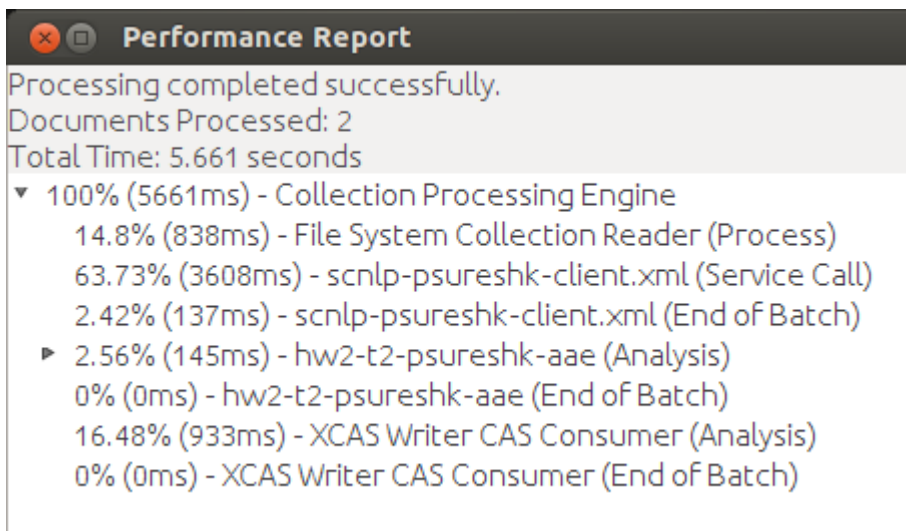 Performance Report
Processing completed successfully.
Documents Processed: 2
Total Time: 5.661 seconds
100% (5661ms) - Collection Processing Engine
14.8% (838ms) - File System Collection Reader (Process)
63.73% (3608ms) - scnlp-psureshk-client.xml (Service Call)
2.42% (137ms) - scnlp-psureshk-client.xml (End of Batch)
2.56% (145ms) - hw2-t2-psureshk-aae (Analysis)
0% (0ms) - hw2-t2-psureshk-aae (End of Batch)
16.48% (933ms) - XCAS Writer CAS Consumer (Analysis)
0% (0ms) - XCAS Writer CAS Consumer (End of Batch)